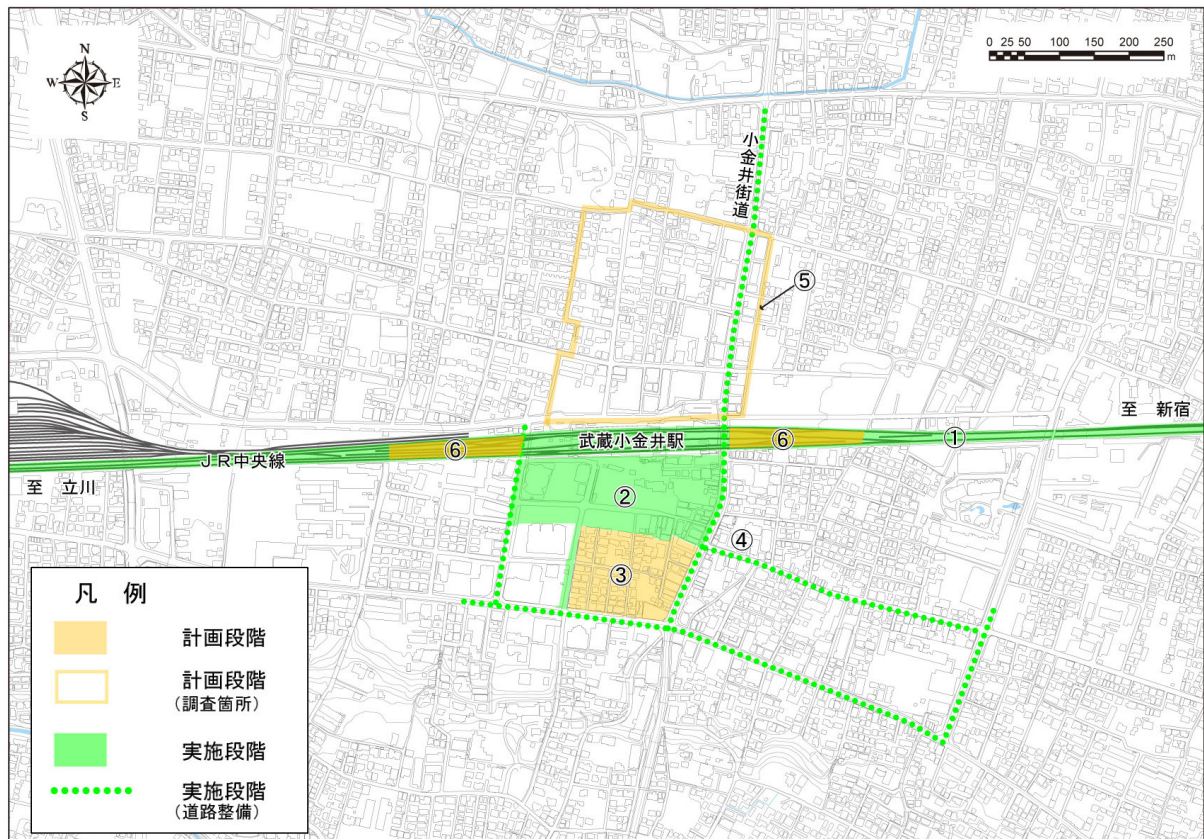 N
W
E
S
0 25 50 100 150 200 250
m
小金井街道
⑤
至 新宿
武蔵小金井駅
⑥
⑥
①
JR中央線
至 立川
②
④
③
凡 例
計画段階
計画段階
(調査箇所)
実施段階
実施段階
(道路整備)